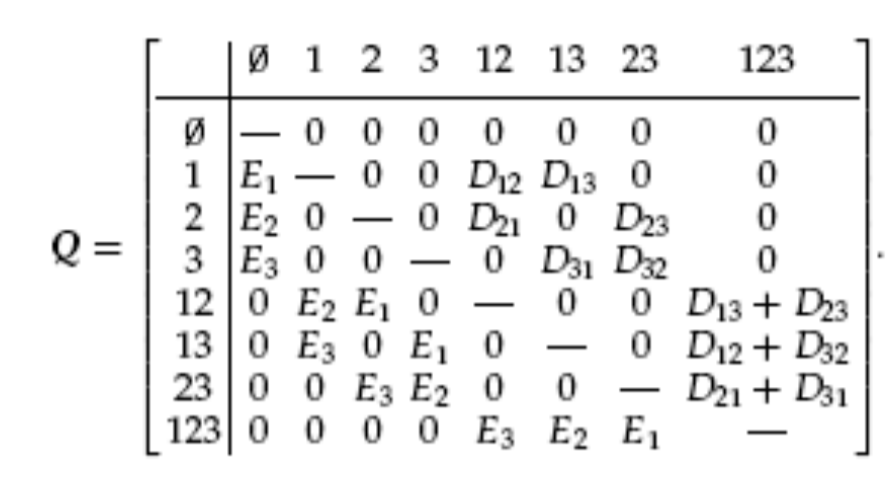 ∅ 1 2 3 12 13 23 123
∅ — 0 0 0 0 0 0 0
1 E₁ — 0 0 D₁₂ D₁₃ 0 0
2 E₂ 0 — 0 D₂₁ 0 D₂₃ 0
Q = 3 E₃ 0 0 — 0 D₃₁ D₃₂ 0 .
12 0 E₂ E₁ 0 — 0 0 D₁₃ + D₂₃
13 0 E₃ 0 E₁ 0 — 0 D₁₂ + D₃₂
23 0 0 E₃ E₂ 0 0 — D₂₁ + D₃₁
123 0 0 0 0 E₃ E₂ E₁ —